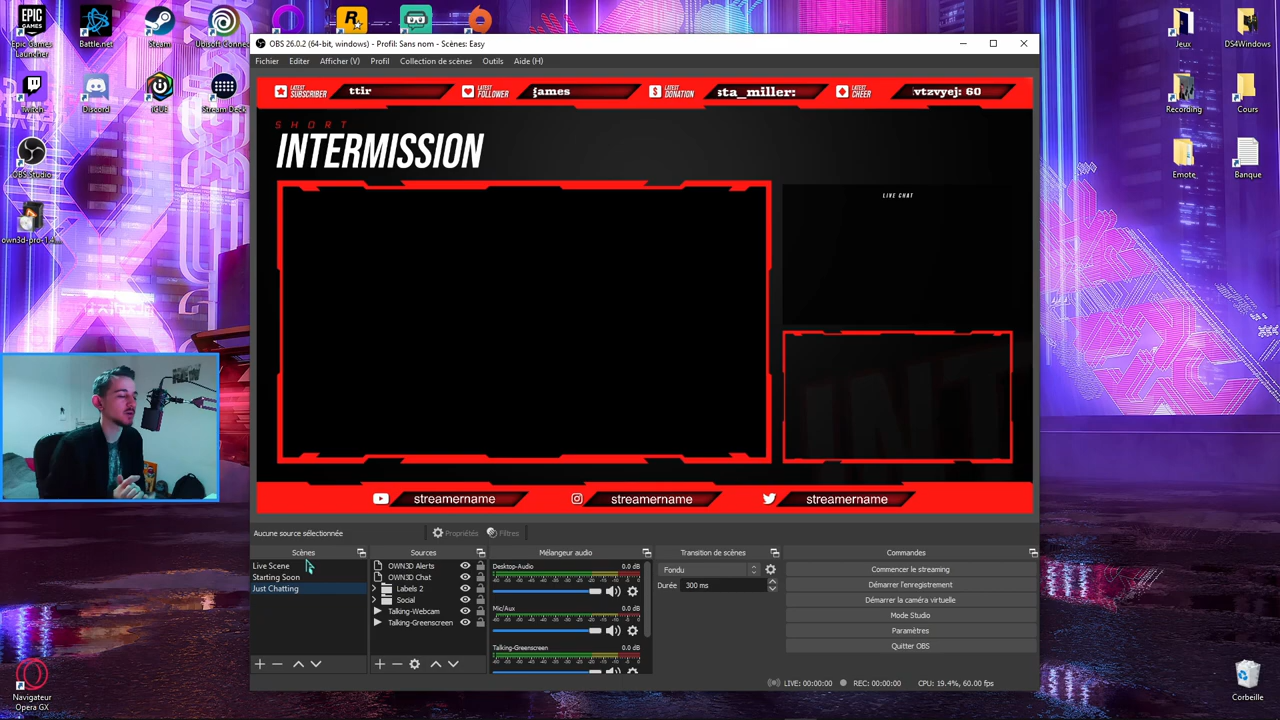 Epic Games Launcher
Battle.net
Steam
Ubisoft Connect
Jeux
DS4Windows
Twitch
Discord
iCUE
Stream Deck
Recording
Cours
OBS Studio
Emote_
Banque
own3d-pro-1.4....
Navigateur Opera GX
Corbeille
OBS 26.0.2 (64-bit, windows) - Profil: Sans nom - Scènes: Easy
Fichier Editer Afficher (V) Profil Collection de scènes Outils Aide (H)
LATEST SUBSCRIBER ttir LATEST FOLLOWER james LATEST DONATION sta_miller: LATEST CHEER vtzvyej: 60
SHORT
INTERMISSION
LIVE CHAT
streamername streamername streamername
Aucune source sélectionnée Propriétés Filtres
Scènes Sources Mélangeur audio Transition de scènes Commandes
Live Scene
Starting Soon
Just Chatting
OWN3D Alerts
OWN3D Chat
Labels 2
Social
Talking-Webcam
Talking-Greenscreen
Desktop-Audio 0.0 dB
Mic/Aux 0.0 dB
Talking-Greenscreen 0.0 dB
Fondu
Durée 300 ms
Commencer le streaming
Démarrer l'enregistrement
Démarrer la caméra virtuelle
Mode Studio
Paramètres
Quitter OBS
LIVE: 00:00:00 REC: 00:00:00 CPU: 19.4%, 60.00 fps